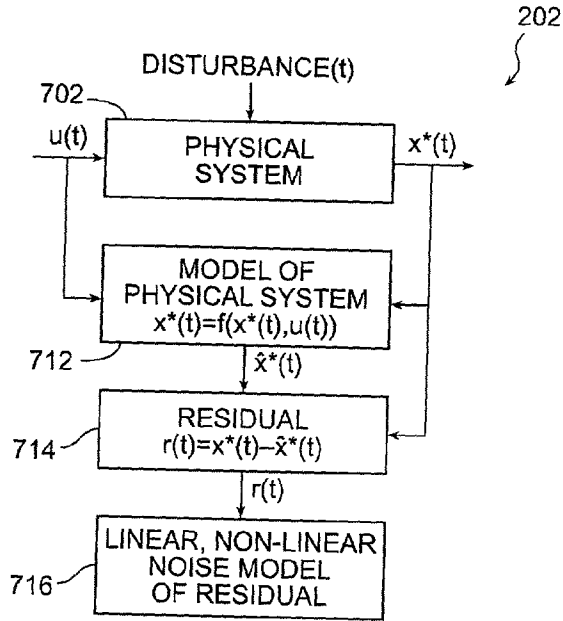 202
DISTURBANCE(t)
702
u(t)
PHYSICAL
SYSTEM
x*(t)
MODEL OF
PHYSICAL SYSTEM
x*(t)=f(x*(t),u(t))
712
x̂*(t)
RESIDUAL
r(t)=x*(t)–x̂*(t)
714
r(t)
LINEAR, NON-LINEAR
NOISE MODEL
OF RESIDUAL
716